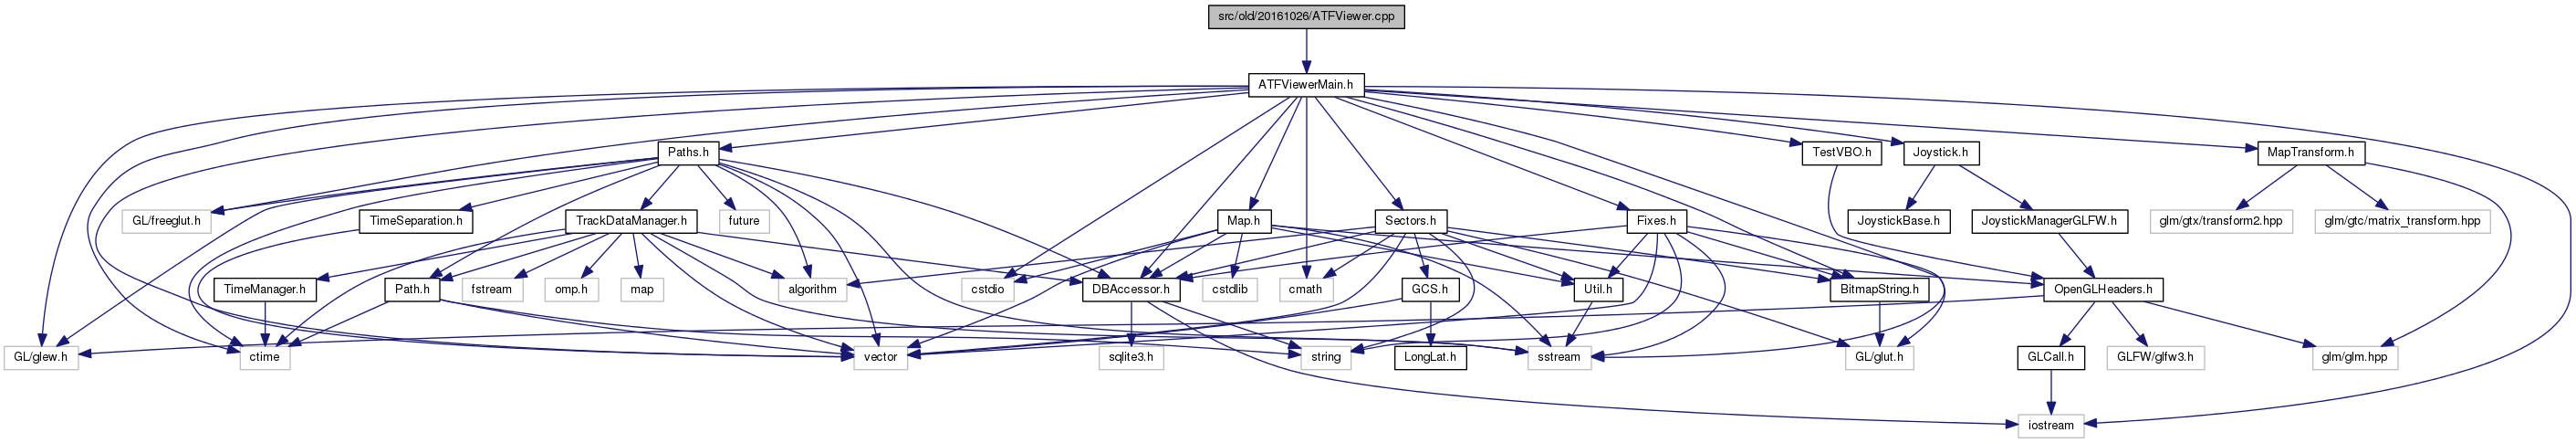 src/old/20161026/ATFViewer.cpp
ATFViewerMain.h
Paths.h
TestVBO.h
Joystick.h
MapTransform.h
GL/freeglut.h
TimeSeparation.h
TrackDataManager.h
future
Map.h
Sectors.h
Fixes.h
JoystickBase.h
JoystickManagerGLFW.h
glm/gtx/transform2.hpp
glm/gtc/matrix_transform.hpp
TimeManager.h
Path.h
fstream
omp.h
map
algorithm
cstdio
DBAccessor.h
cstdlib
cmath
GCS.h
Util.h
BitmapString.h
OpenGLHeaders.h
GL/glew.h
ctime
vector
sqlite3.h
string
LongLat.h
sstream
GL/glut.h
GLCall.h
GLFW/glfw3.h
glm/glm.hpp
iostream